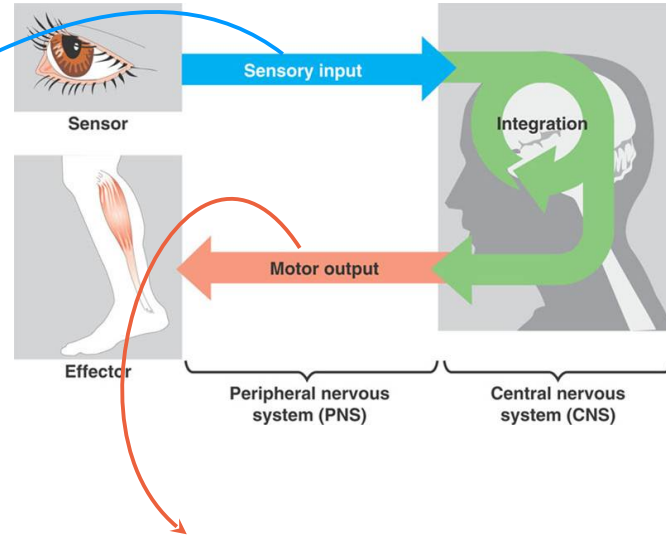 Sensory input
Sensor
Integration
Motor output
Effector
Peripheral nervous
system (PNS)
Central nervous
system (CNS)